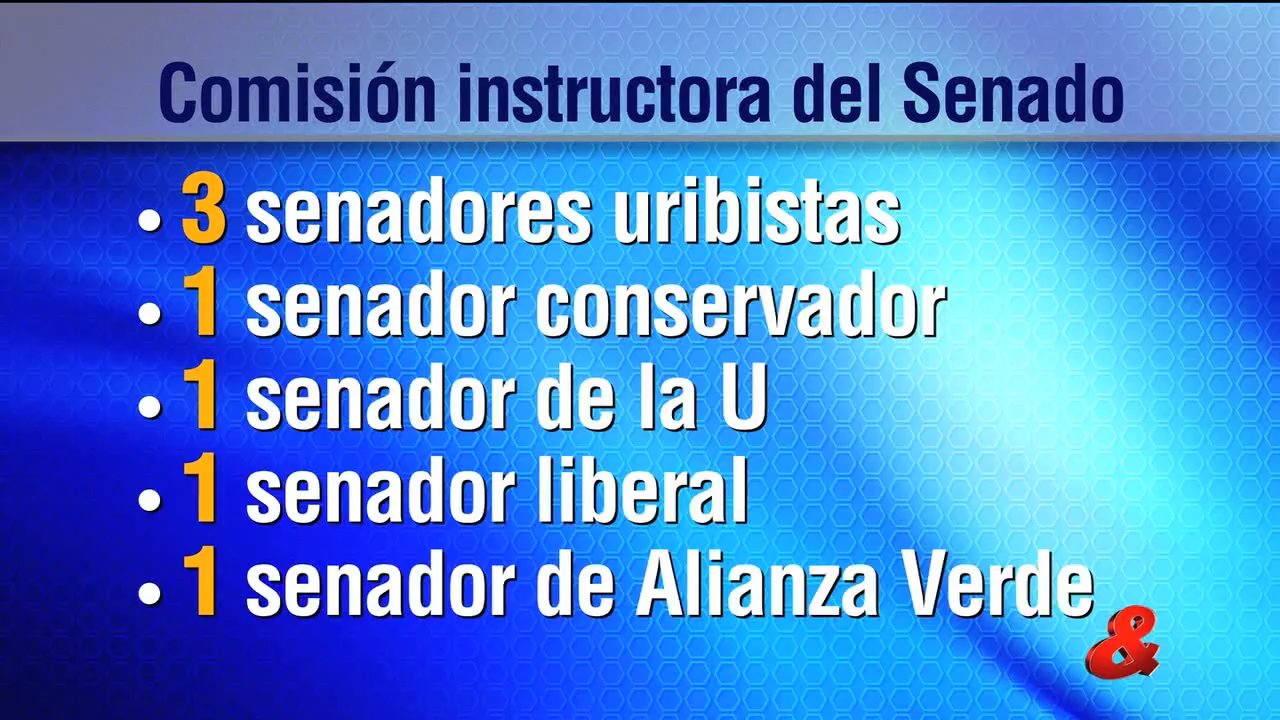 Comisión instructora del Senado
• 3 senadores uribistas
• 1 senador conservador
• 1 senador de la U
• 1 senador liberal
• 1 senador de Alianza Verde
&